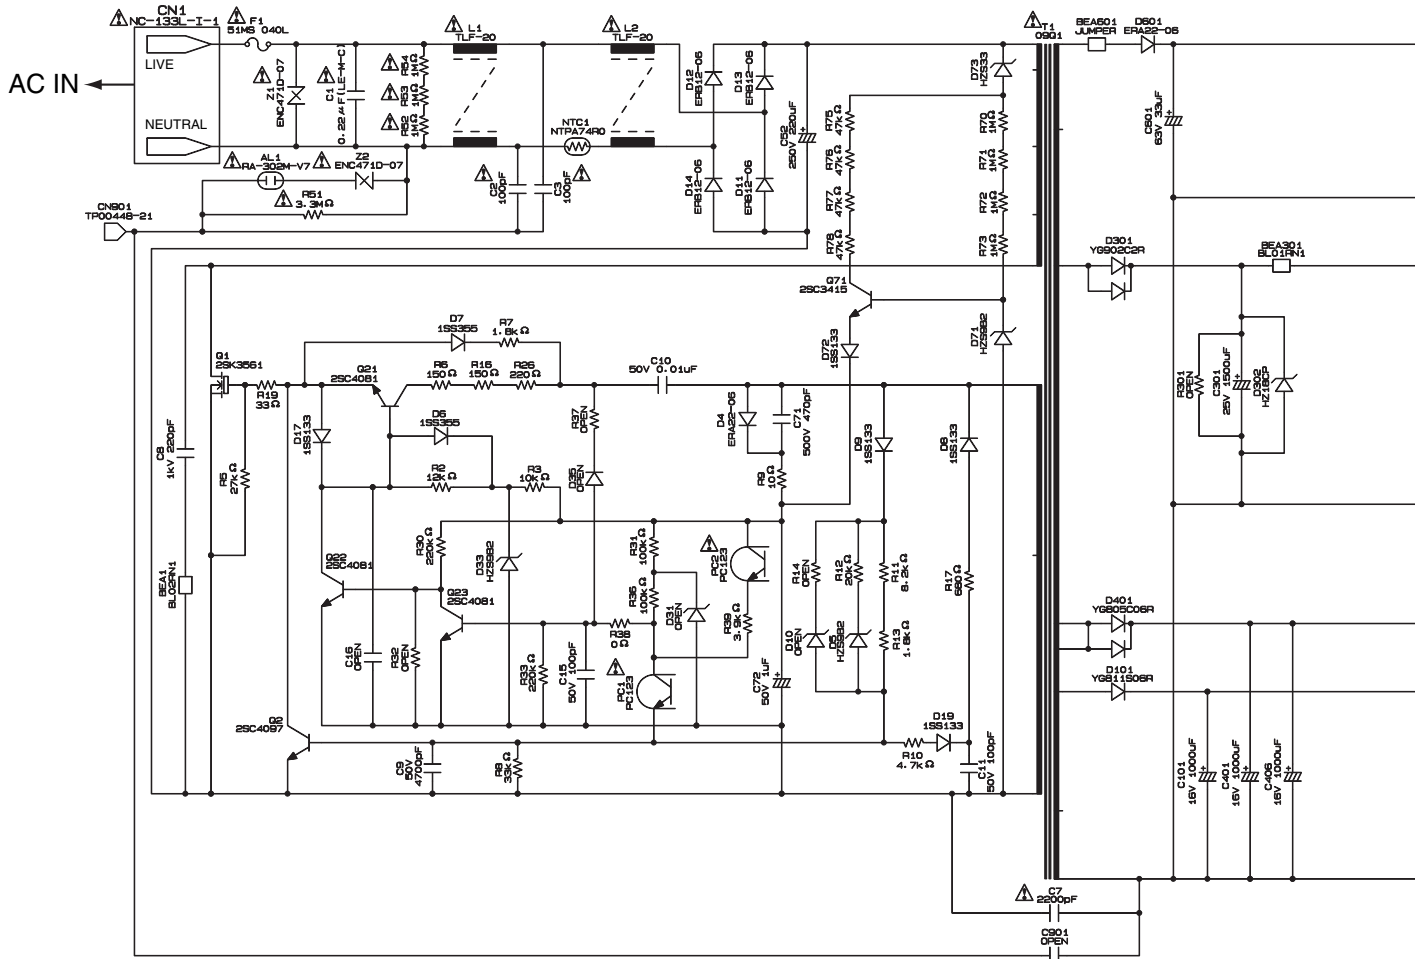 CN1
NC-133L-I-1
F1
51MS 040L
LIVE
NEUTRAL
AC IN
Z1
ENC471D-07
C1
0.22µF(LE-M-C)
R54
1MΩ
R53
1MΩ
R52
1MΩ
L1
TLF-20
L2
TLF-20
NTC1
NTPA74R0
AL1
RA-302M-V7
Z2
ENC471D-07
R51
3.3MΩ
CN901
TP00448-21
C2
100pF
C3
100pF
D12
ERB12-06
D13
ERB12-06
D14
ERB12-06
D11
ERB12-06
C52
250V 220uF
R75
47kΩ
R76
47kΩ
R77
47kΩ
R78
47kΩ
D73
HZS33
R70
1MΩ
R71
1MΩ
R72
1MΩ
R73
1MΩ
T1
09Q1
BEA601
JUMPER
D601
ERA22-06
C601
63V 33uF
D301
YG902C2R
BEA301
BL01RN1
R301
OPEN
C301
25V 1500uF
D302
HZ18CP
Q71
2SC3415
D72
1SS133
D71
HZS9B2
D7
1SS355
R7
1.8kΩ
Q1
2SK3561
R19
33Ω
Q21
2SC4081
R6
150Ω
R16
150Ω
R26
220Ω
C10
50V 0.01uF
D17
1SS133
D6
1SS355
R37
OPEN
D35
OPEN
D4
ERA22-06
C71
500V 470pF
D9
1SS133
D8
1SS133
C8
1kV 220pF
R5
27kΩ
R2
12kΩ
R3
10kΩ
R9
10Ω
BEA1
BL02RN1
Q22
2SC4081
R30
220kΩ
D33
HZS9B2
R31
100kΩ
R36
100kΩ
PC2
PC123
R14
OPEN
R12
20kΩ
R11
8.2kΩ
R17
680Ω
Q23
2SC4081
D31
OPEN
R39
3.9kΩ
D10
OPEN
D5
HZS9B2
R13
1.8kΩ
C16
OPEN
R32
OPEN
R38
0Ω
R33
220kΩ
C15
50V 100pF
PC1
PC123
C72
50V 1uF
D401
YG805C06R
D101
YG811S06R
Q2
2SC4097
C9
50V
4700pF
R8
33kΩ
R10
4.7kΩ
D19
1SS133
C11
50V 100pF
C101
16V 1000uF
C401
16V 1000uF
C406
16V 1000uF
C7
2200pF
C901
OPEN